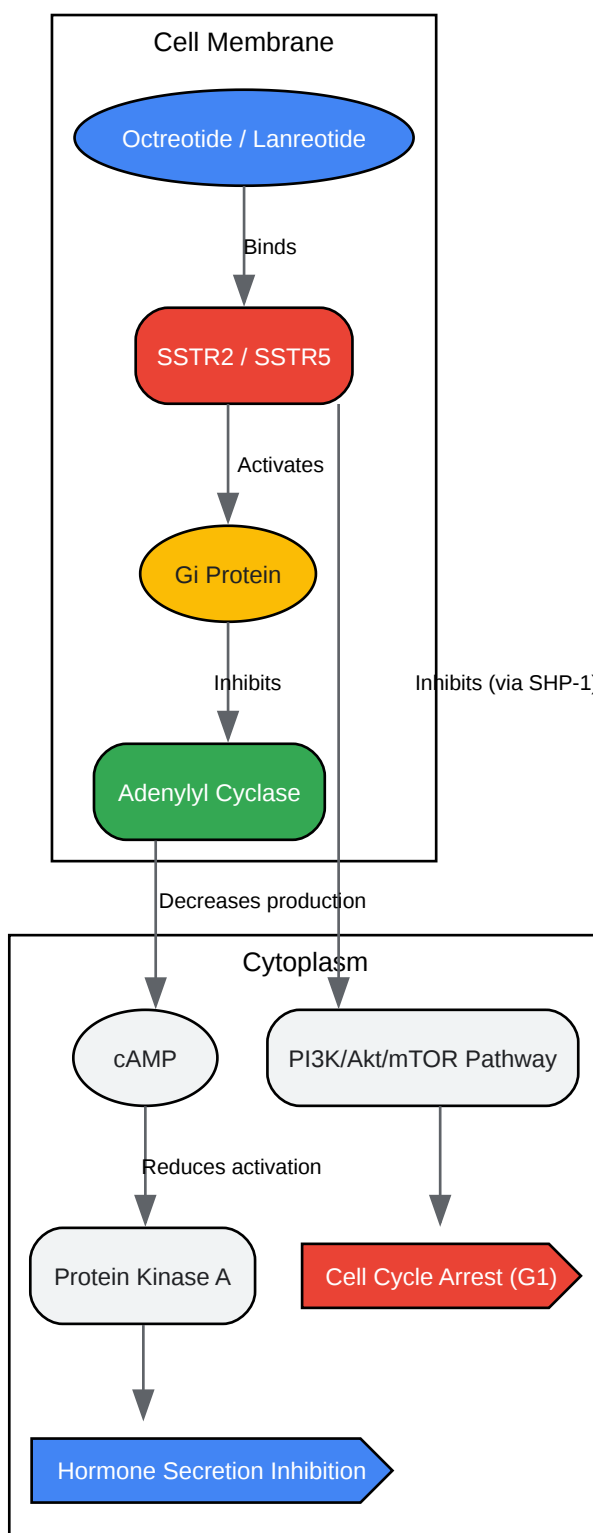 Cell Membrane
Octreotide / Lanreotide
Binds
SSTR2 / SSTR5
Activates
Gi Protein
Inhibits
Inhibits (via SHP-1)
Adenylyl Cyclase
Decreases production
Cytoplasm
cAMP
PI3K/Akt/mTOR Pathway
Reduces activation
Protein Kinase A
Cell Cycle Arrest (G1)
Hormone Secretion Inhibition